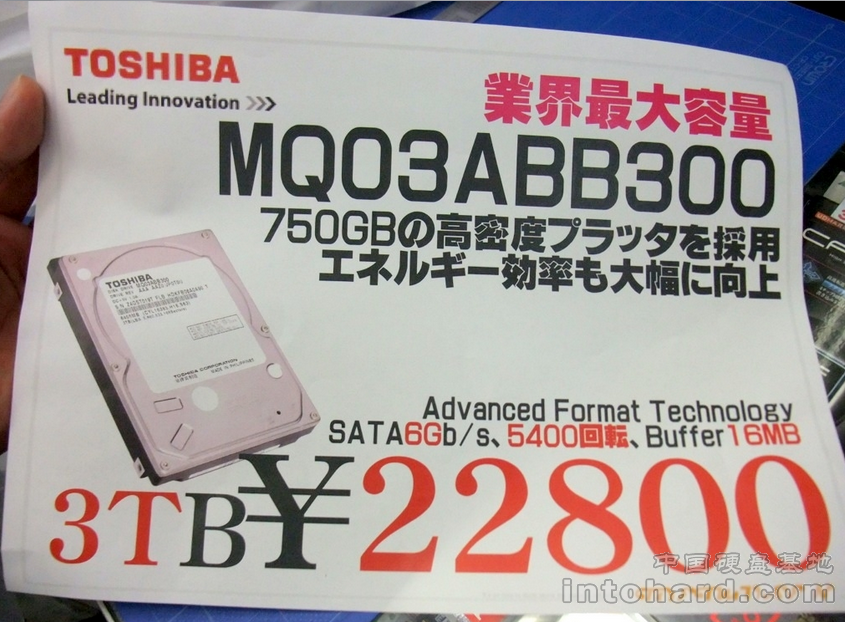 TOSHIBA
Leading Innovation >>>
業界最大容量
MQ03ABB300
750GBの高密度プラッタを採用
エネルギー効率も大幅に向上
TOSHIBA
TOSHIBA CORPORATION
Advanced Format Technology
SATA6Gb/s、5400回転、Buffer16MB
3TB¥22800
中国硬盘基地
intohard.com